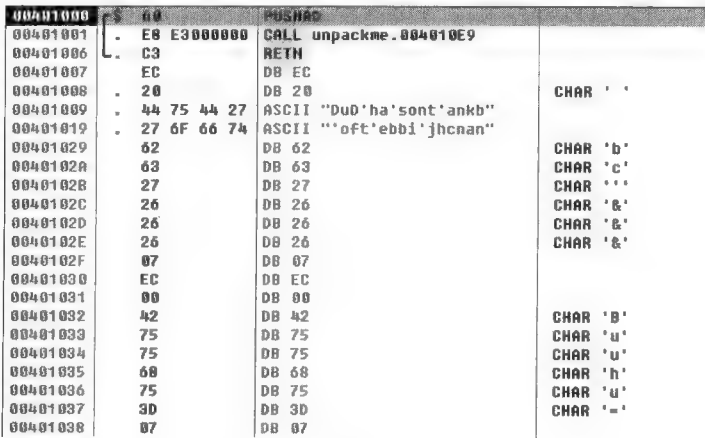 00401000 $ 60 PUSHAD
00401001 . E8 E3000000 CALL unpackme.004010E9
00401006 . C3 RETN
00401007 EC DB EC
00401008 . 20 DB 20 CHAR ' '
00401009 . 44 75 44 27 ASCII "DuD'ha'sont'ankb"
00401019 . 27 6F 66 74 ASCII "'oft'ebbi'jhcnan"
00401029 62 DB 62 CHAR 'b'
0040102A 63 DB 63 CHAR 'c'
0040102B 27 DB 27 CHAR '''
0040102C 26 DB 26 CHAR '&'
0040102D 26 DB 26 CHAR '&'
0040102E 26 DB 26 CHAR '&'
0040102F 07 DB 07
00401030 EC DB EC
00401031 00 DB 00
00401032 42 DB 42 CHAR 'B'
00401033 75 DB 75 CHAR 'u'
00401034 75 DB 75 CHAR 'u'
00401035 68 DB 68 CHAR 'h'
00401036 75 DB 75 CHAR 'u'
00401037 3D DB 3D CHAR '='
00401038 07 DB 07